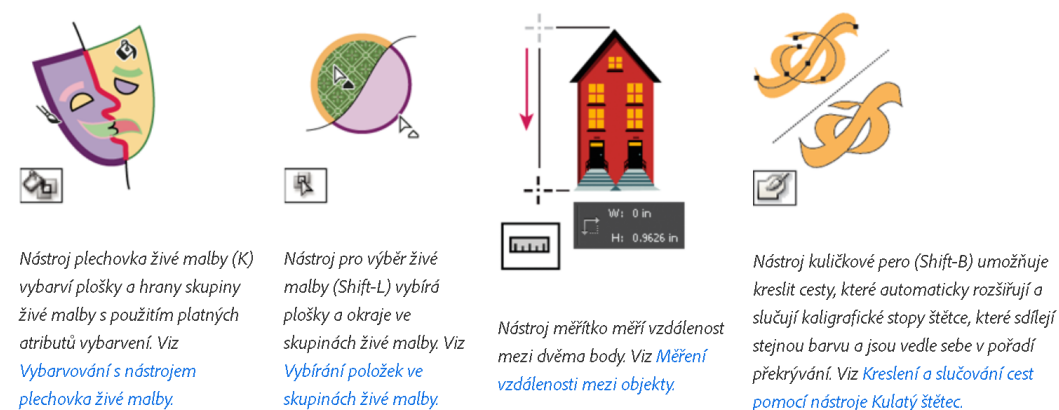 W: 0 in
H: 0.9626 in
Nástroj plechovka živé malby (K)
vybarví plošky a hrany skupiny
živé malby s použitím platných
atributů vybarvení. Viz
Vybarvování s nástrojem
plechovka živé malby.
Nástroj pro výběr živé
malby (Shift-L) vybírá
plošky a okraje ve
skupinách živé malby. Viz
Vybírání položek ve
skupinách živé malby.
Nástroj měřítko měří vzdálenost
mezi dvěma body. Viz Měření
vzdálenosti mezi objekty.
Nástroj kuličkové pero (Shift-B) umožňuje
kreslit cesty, které automaticky rozšiřují a
slučují kaligrafické stopy štětce, které sdílejí
stejnou barvu a jsou vedle sebe v pořadí
překrývání. Viz Kreslení a slučování cest
pomocí nástroje Kulatý štětec.